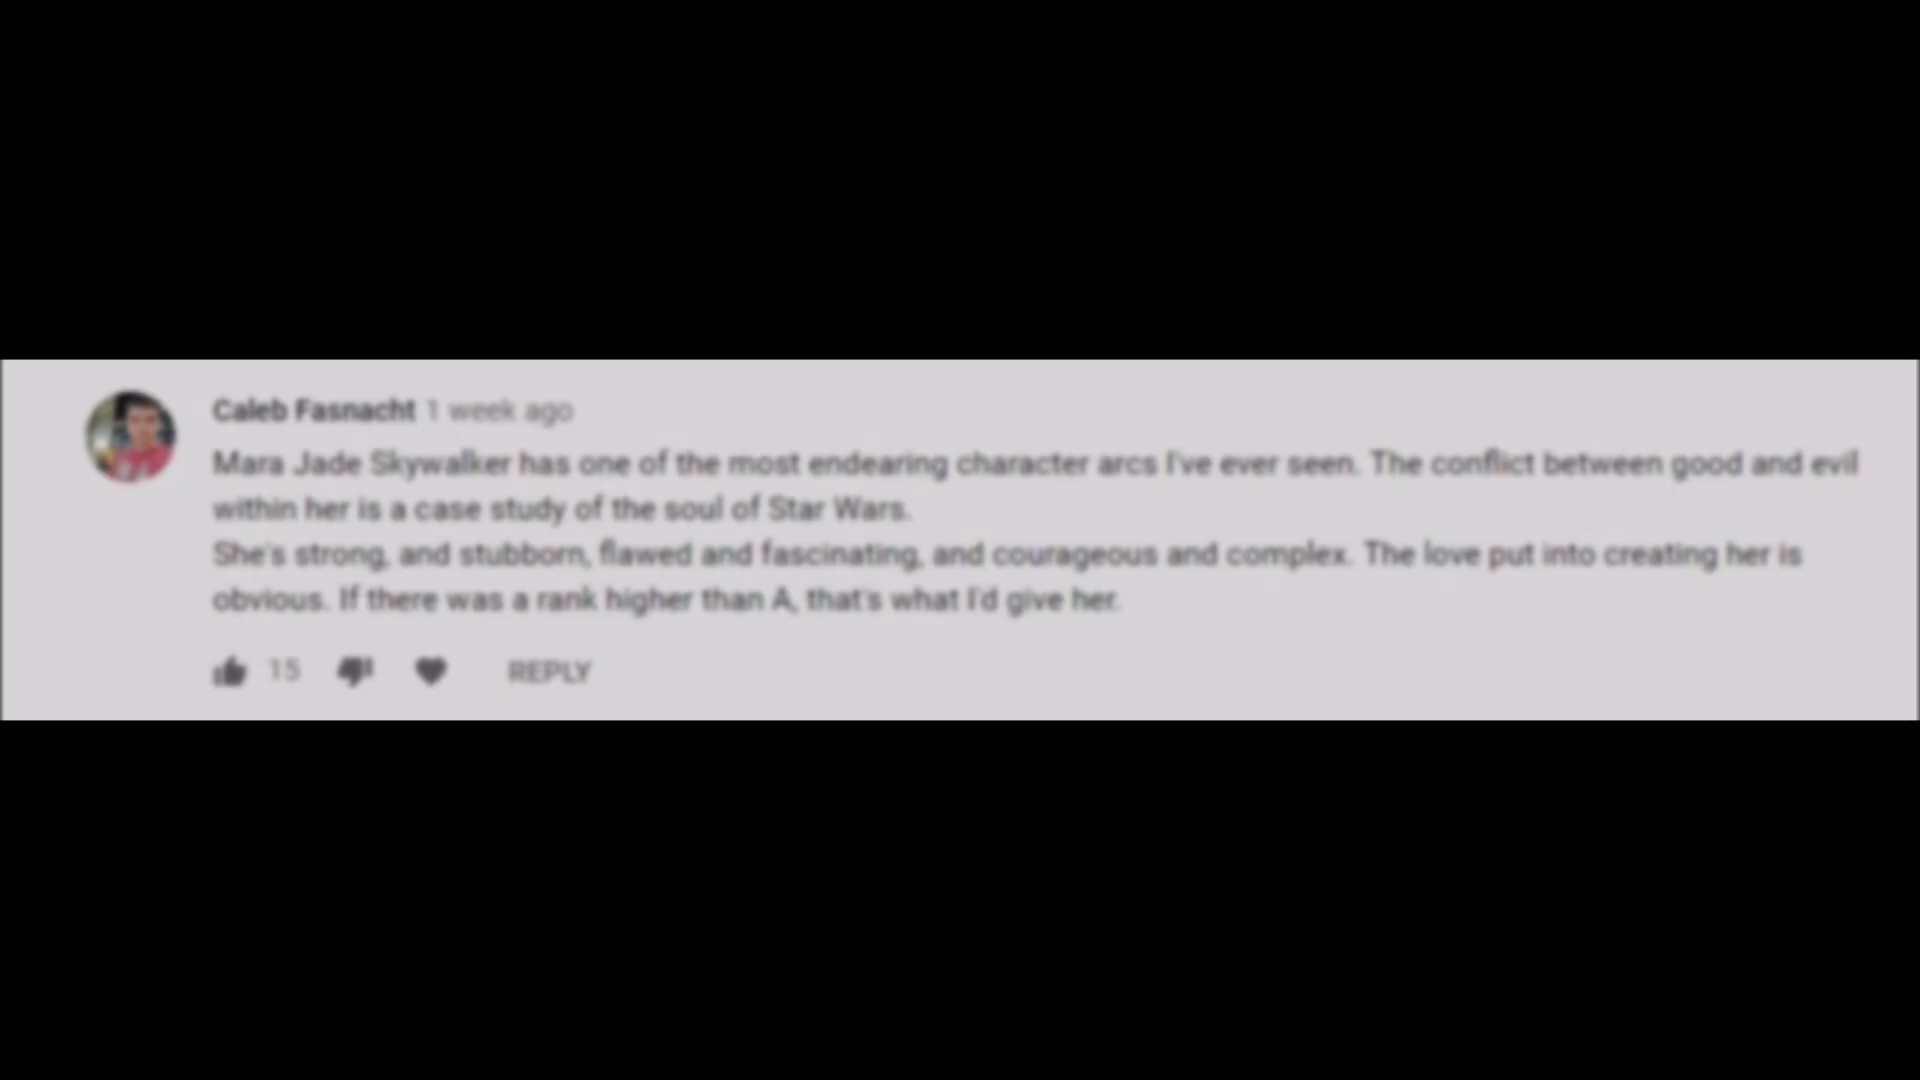 Caleb Fasnacht 1 week ago
Mara Jade Skywalker has one of the most endearing character arcs I've ever seen. The conflict between good and evil
within her is a case study of the soul of Star Wars.
She's strong, and stubborn, flawed and fascinating, and courageous and complex. The love put into creating her is
obvious. If there was a rank higher than A, that's what I'd give her.
15 REPLY